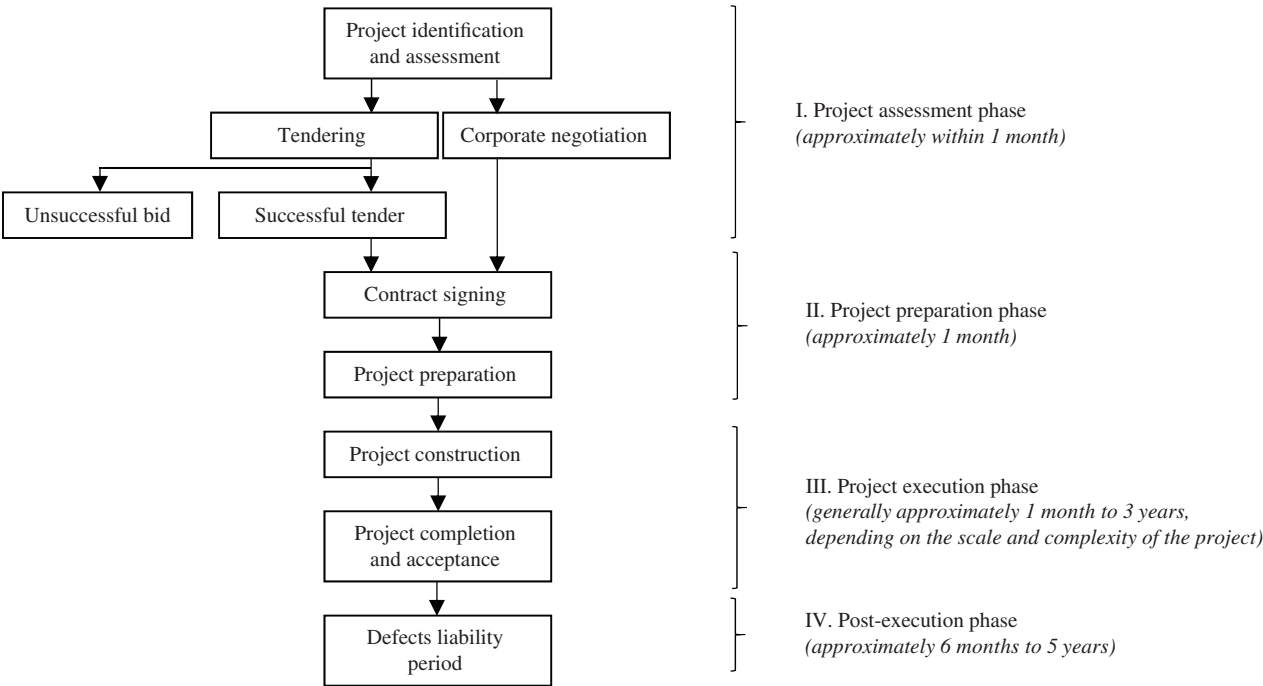 Project identification
and assessment
Tendering
Corporate negotiation
I. Project assessment phase
(approximately within 1 month)
Unsuccessful bid
Successful tender
Contract signing
II. Project preparation phase
(approximately 1 month)
Project preparation
Project construction
III. Project execution phase
(generally approximately 1 month to 3 years,
depending on the scale and complexity of the project)
Project completion
and acceptance
IV. Post-execution phase
(approximately 6 months to 5 years)
Defects liability
period